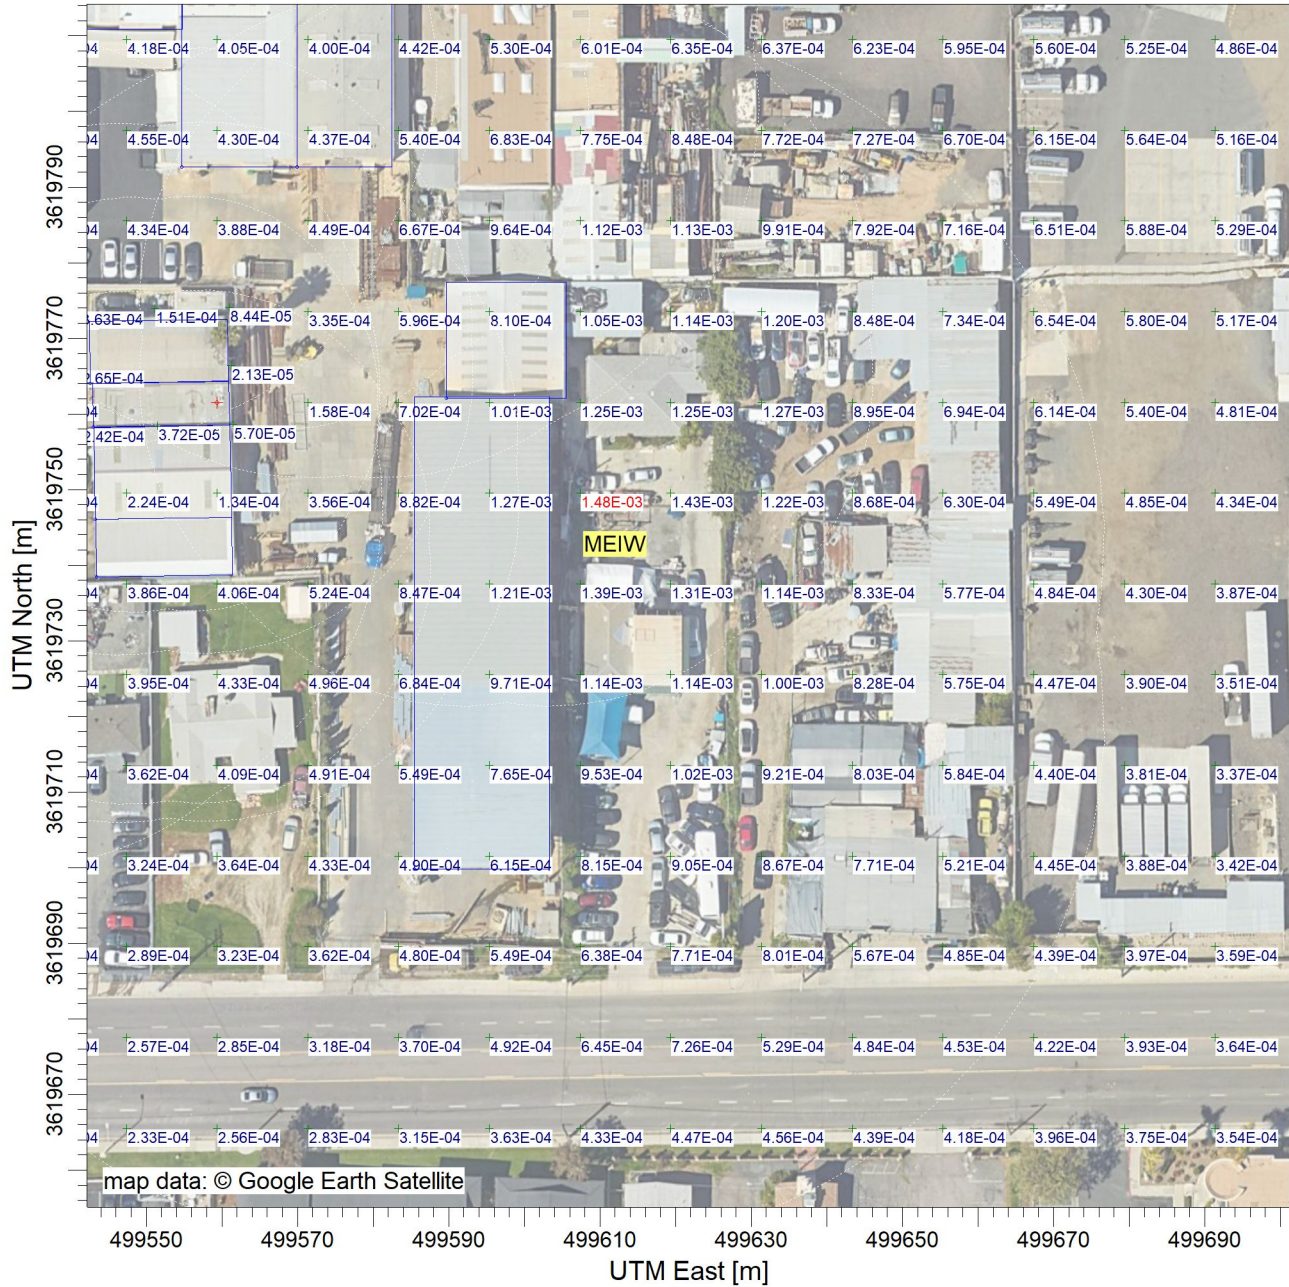 04 4.18E-04 4.05E-04 4.00E-04 4.42E-04 5.30E-04 6.01E-04 6.35E-04 6.37E-04 6.23E-04 5.95E-04 5.60E-04 5.25E-04 4.86E-04
04 4.55E-04 4.30E-04 4.37E-04 5.40E-04 6.83E-04 7.75E-04 8.48E-04 7.72E-04 7.27E-04 6.70E-04 6.15E-04 5.64E-04 5.16E-04
3619790
04 4.34E-04 3.88E-04 4.49E-04 6.67E-04 9.64E-04 1.12E-03 1.13E-03 9.91E-04 7.92E-04 7.16E-04 6.51E-04 5.88E-04 5.29E-04
3619770
.63E-04 1.51E-04 8.44E-05 3.35E-04 5.96E-04 8.10E-04 1.05E-03 1.14E-03 1.20E-03 8.48E-04 7.34E-04 6.54E-04 5.80E-04 5.17E-04
2.65E-04 2.13E-05
04 1.58E-04 7.02E-04 1.01E-03 1.25E-03 1.25E-03 1.27E-03 8.95E-04 6.94E-04 6.14E-04 5.40E-04 4.81E-04
2.42E-04 3.72E-05 5.70E-05
3619750
04 2.24E-04 1.34E-04 3.56E-04 8.82E-04 1.27E-03 1.48E-03 1.43E-03 1.22E-03 8.68E-04 6.30E-04 5.49E-04 4.85E-04 4.34E-04
MEIW
04 3.86E-04 4.06E-04 5.24E-04 8.47E-04 1.21E-03 1.39E-03 1.31E-03 1.14E-03 8.33E-04 5.77E-04 4.84E-04 4.30E-04 3.87E-04
3619730
04 3.95E-04 4.33E-04 4.96E-04 6.84E-04 9.71E-04 1.14E-03 1.14E-03 1.00E-03 8.28E-04 5.75E-04 4.47E-04 3.90E-04 3.51E-04
UTM North [m]
04 3.62E-04 4.09E-04 4.91E-04 5.49E-04 7.65E-04 9.53E-04 1.02E-03 9.21E-04 8.03E-04 5.84E-04 4.40E-04 3.81E-04 3.37E-04
3619710
04 3.24E-04 3.64E-04 4.33E-04 4.90E-04 6.15E-04 8.15E-04 9.05E-04 8.67E-04 7.71E-04 5.21E-04 4.45E-04 3.88E-04 3.42E-04
3619690
04 2.89E-04 3.23E-04 3.62E-04 4.80E-04 5.49E-04 6.38E-04 7.71E-04 8.01E-04 5.67E-04 4.85E-04 4.39E-04 3.97E-04 3.59E-04
04 2.57E-04 2.85E-04 3.18E-04 3.70E-04 4.92E-04 6.45E-04 7.26E-04 5.29E-04 4.84E-04 4.53E-04 4.22E-04 3.93E-04 3.64E-04
3619670
04 2.33E-04 2.56E-04 2.83E-04 3.15E-04 3.63E-04 4.33E-04 4.47E-04 4.56E-04 4.39E-04 4.18E-04 3.96E-04 3.75E-04 3.54E-04
map data: © Google Earth Satellite
499550 499570 499590 499610 499630 499650 499670 499690
UTM East [m]